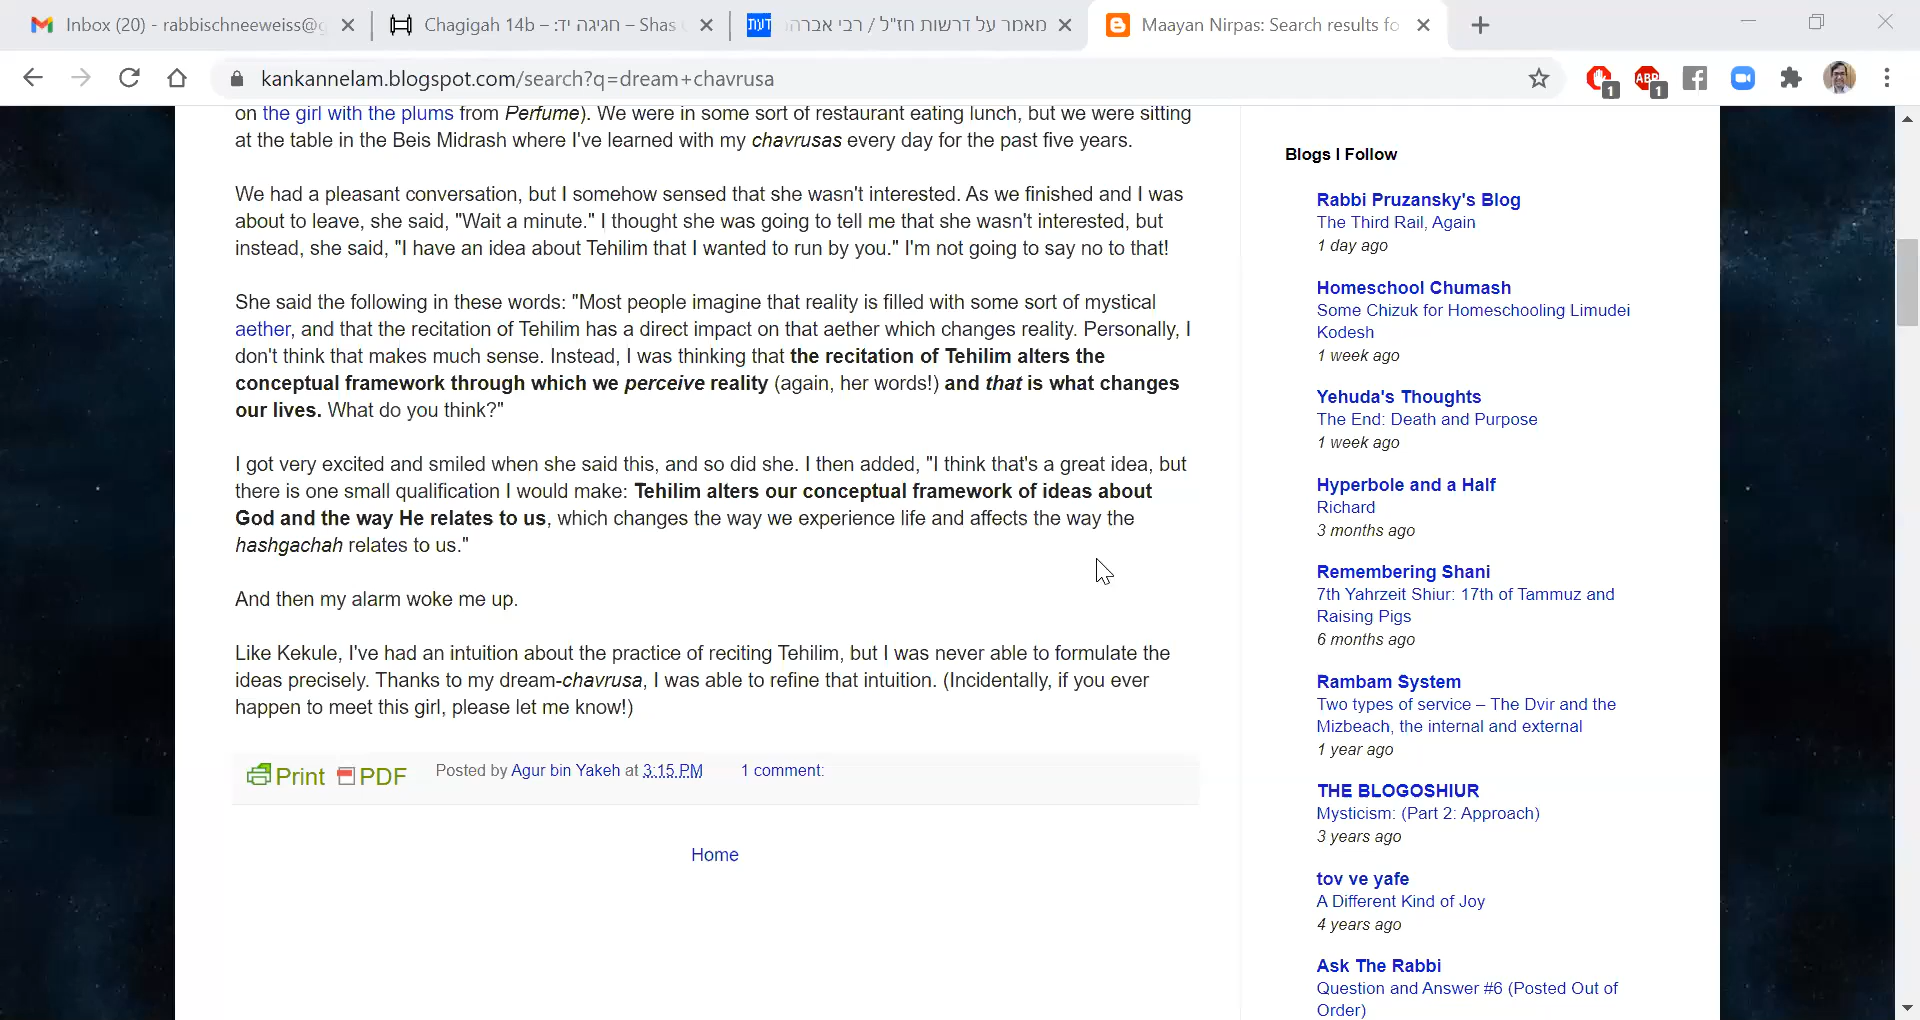 Inbox (20) - rabbischneeweiss@g
Chagigah 14b – חגיגה יד: – Shas
מאמר על דרשות חז"ל / רבי אברה
Maayan Nirpas: Search results fo
kankannelam.blogspot.com/search?q=dream+chavrusa
1
ABP
1
on the girl with the plums from Perfume). We were in some sort of restaurant eating lunch, but we were sitting
at the table in the Beis Midrash where I've learned with my chavrusas every day for the past five years.
We had a pleasant conversation, but I somehow sensed that she wasn't interested. As we finished and I was
about to leave, she said, "Wait a minute." I thought she was going to tell me that she wasn't interested, but
instead, she said, "I have an idea about Tehilim that I wanted to run by you." I'm not going to say no to that!
She said the following in these words: "Most people imagine that reality is filled with some sort of mystical
aether, and that the recitation of Tehilim has a direct impact on that aether which changes reality. Personally, I
don't think that makes much sense. Instead, I was thinking that the recitation of Tehilim alters the
conceptual framework through which we perceive reality (again, her words!) and that is what changes
our lives. What do you think?"
I got very excited and smiled when she said this, and so did she. I then added, "I think that's a great idea, but
there is one small qualification I would make: Tehilim alters our conceptual framework of ideas about
God and the way He relates to us, which changes the way we experience life and affects the way the
hashgachah relates to us."
And then my alarm woke me up.
Like Kekule, I've had an intuition about the practice of reciting Tehilim, but I was never able to formulate the
ideas precisely. Thanks to my dream-chavrusa, I was able to refine that intuition. (Incidentally, if you ever
happen to meet this girl, please let me know!)
Print PDF Posted by Agur bin Yakeh at 3:15 PM 1 comment:
Home
Blogs I Follow
Rabbi Pruzansky's Blog
The Third Rail, Again
1 day ago
Homeschool Chumash
Some Chizuk for Homeschooling Limudei
Kodesh
1 week ago
Yehuda's Thoughts
The End: Death and Purpose
1 week ago
Hyperbole and a Half
Richard
3 months ago
Remembering Shani
7th Yahrzeit Shiur: 17th of Tammuz and
Raising Pigs
6 months ago
Rambam System
Two types of service – The Dvir and the
Mizbeach, the internal and external
1 year ago
THE BLOGOSHIUR
Mysticism: (Part 2: Approach)
3 years ago
tov ve yafe
A Different Kind of Joy
4 years ago
Ask The Rabbi
Question and Answer #6 (Posted Out of
Order)